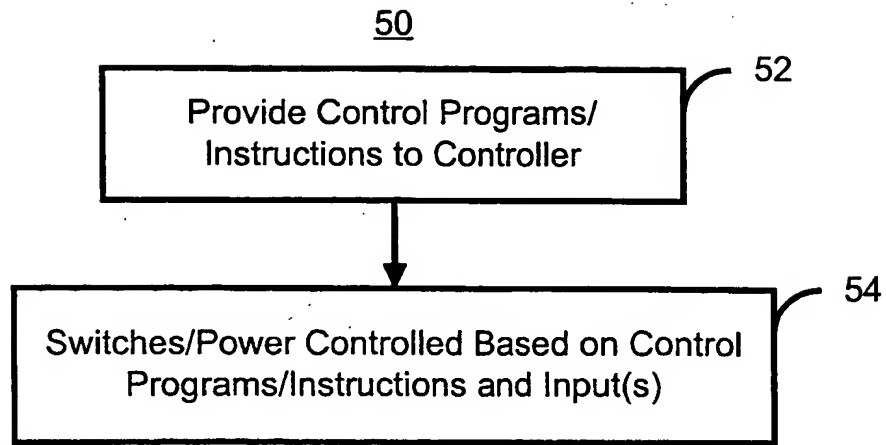 50
52
Provide Control Programs/
Instructions to Controller
54
Switches/Power Controlled Based on Control
Programs/Instructions and Input(s)